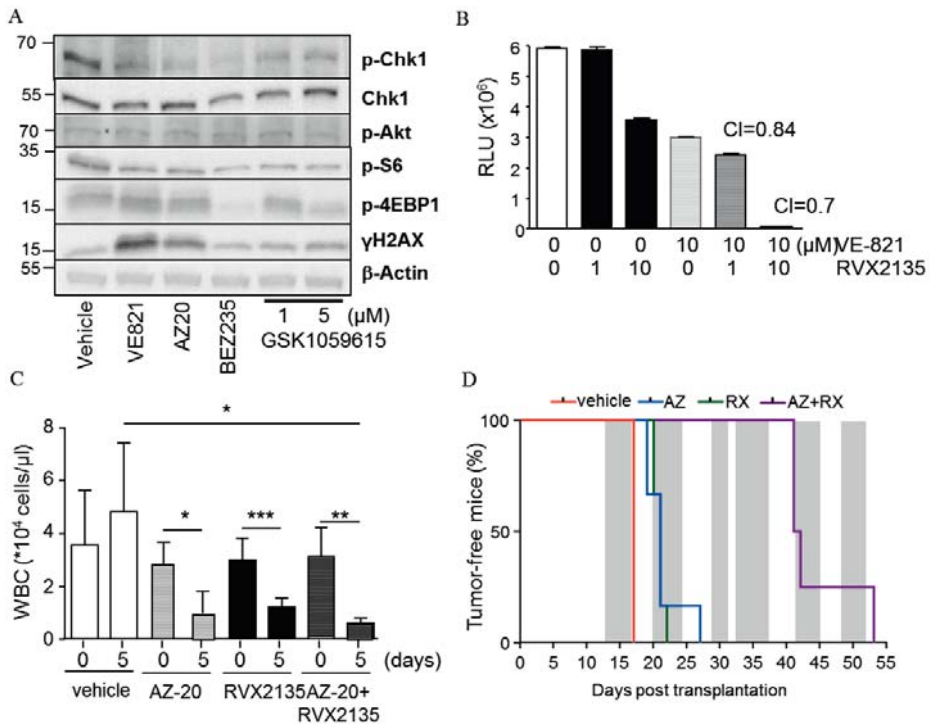 A
70
p-Chk1
55
Chk1
70
p-Akt
35
p-S6
15
p-4EBP1
15
γH2AX
55
β-Actin
Vehicle
VE821
AZ20
BEZ235
1 5 (μM)
GSK1059615
B
RLU (x10⁶)
6
5
4
3
2
1
0
CI=0.84
CI=0.7
0 0 0 10 10 10 (μM)VE-821
0 1 10 0 1 10 RVX2135
C
WBC (*10⁴ cells/μl)
8
6
4
2
0
*
*
***
**
0 5 0 5 0 5 0 5 (days)
vehicle AZ-20 RVX2135 AZ-20+
RVX2135
D
vehicle AZ RX AZ+RX
Tumor-free mice (%)
100
50
0
0 5 10 15 20 25 30 35 40 45 50 55
Days post transplantation